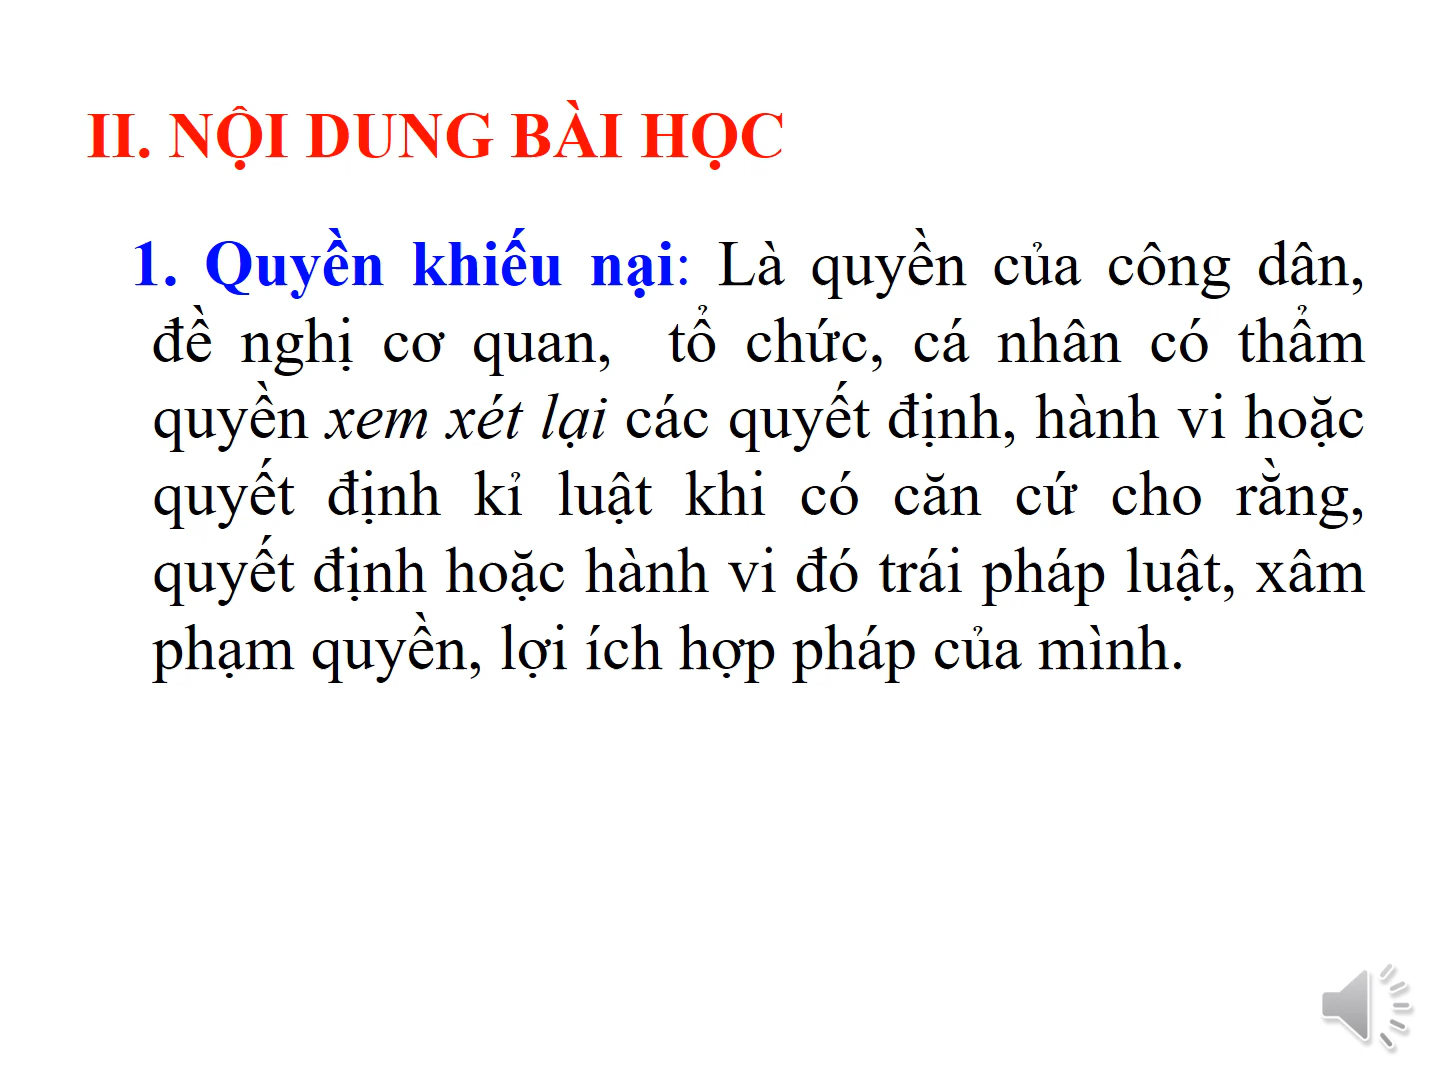 II. NỘI DUNG BÀI HỌC
1. Quyền khiếu nại: Là quyền của công dân,
đề nghị cơ quan, tổ chức, cá nhân có thẩm
quyền xem xét lại các quyết định, hành vi hoặc
quyết định kỉ luật khi có căn cứ cho rằng,
quyết định hoặc hành vi đó trái pháp luật, xâm
phạm quyền, lợi ích hợp pháp của mình.